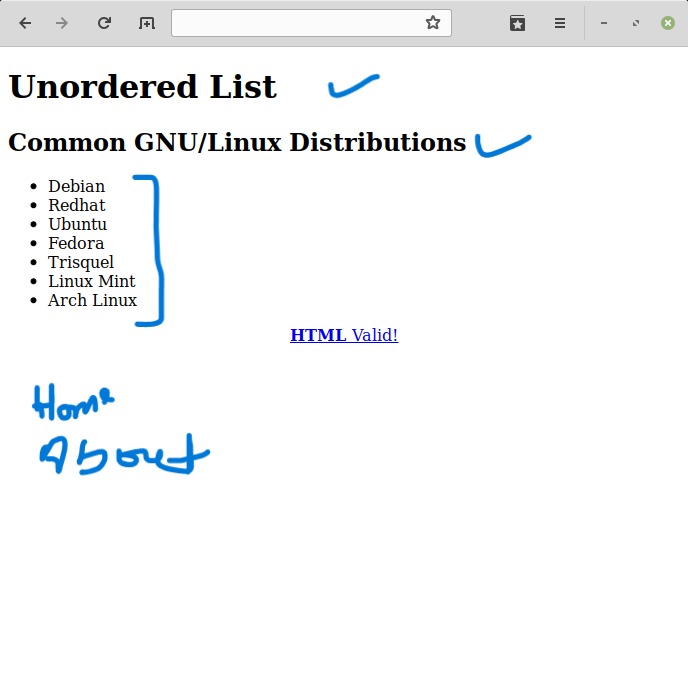 Unordered List
Common GNU/Linux Distributions
Debian
Redhat
Ubuntu
Fedora
Trisquel
Linux Mint
Arch Linux
HTML Valid!
Home
About